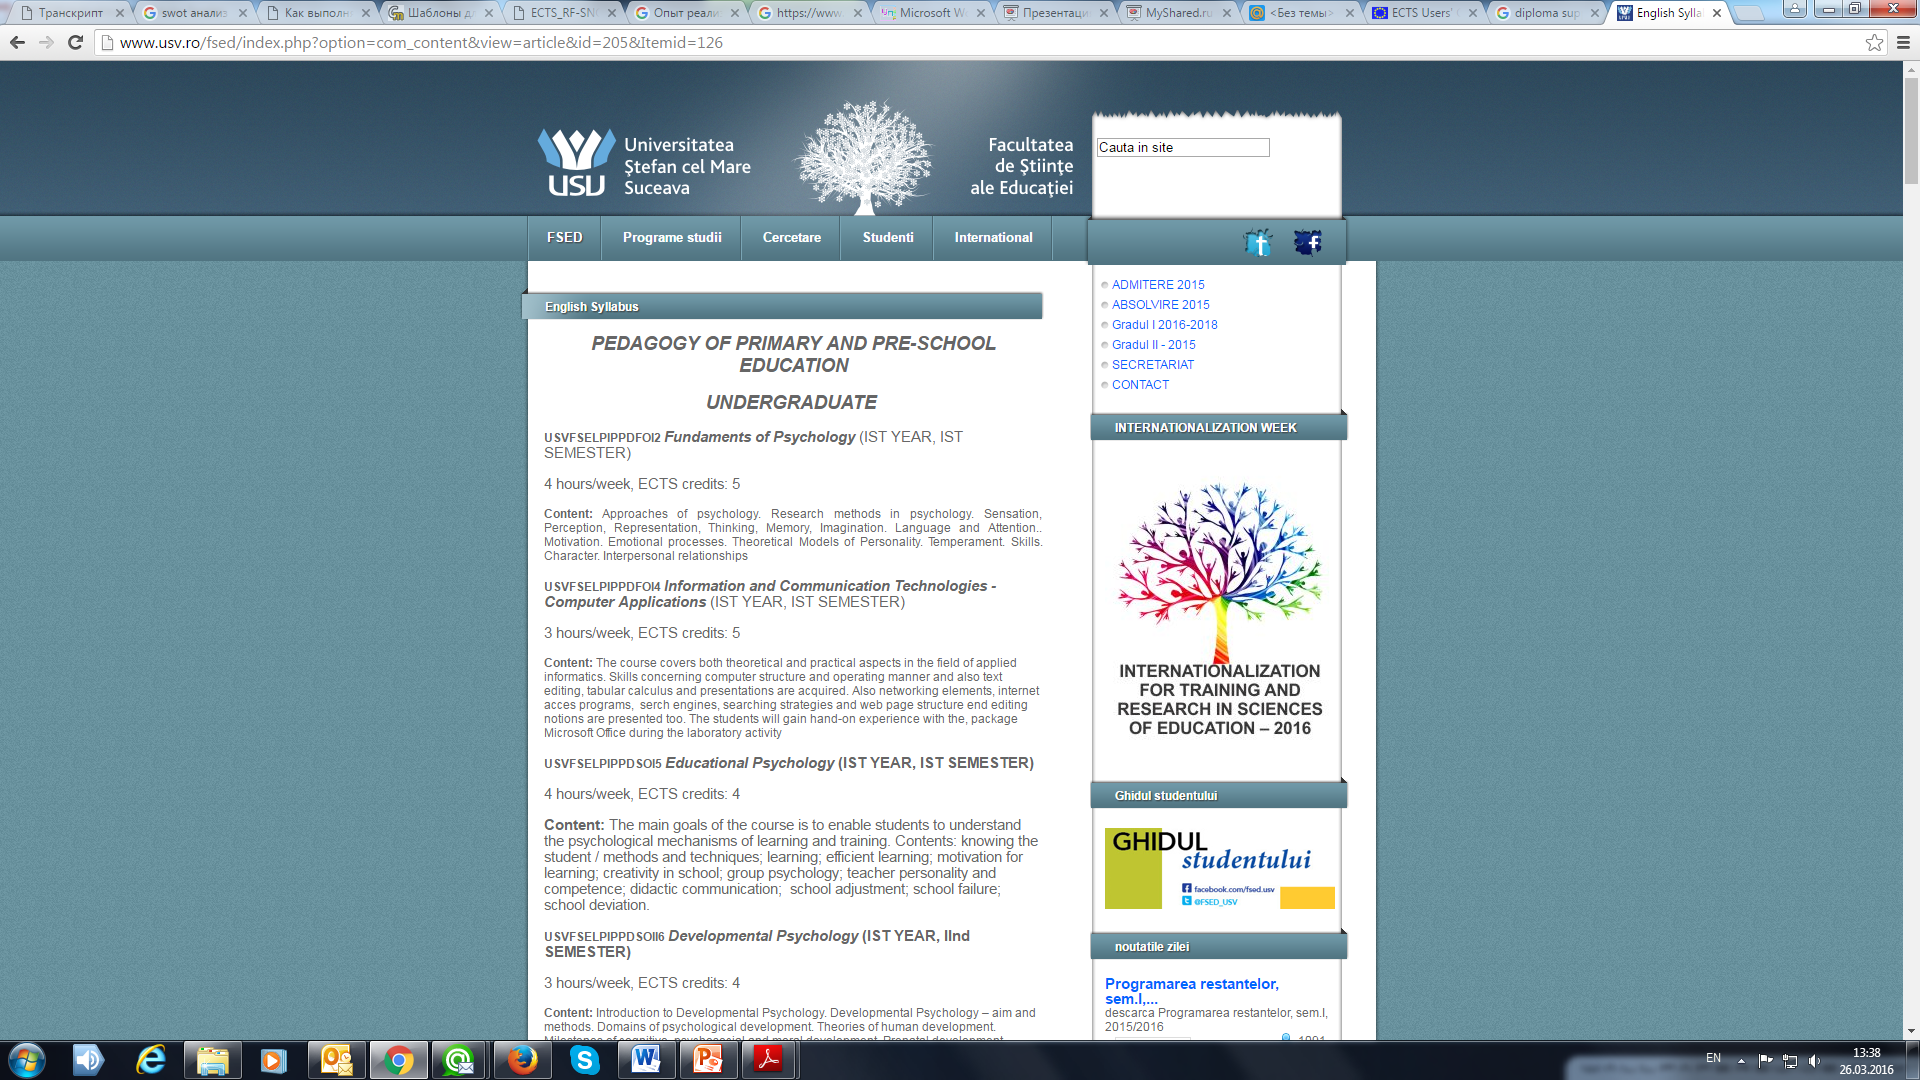 Транскрипт
swot анализ
Как выполн
Шаблоны д
ECTS_RF-SN
Опыт реали
https://www.
Microsoft W
Презентаци
MyShared.ru
<Без темы>
ECTS Users'
diploma sup
English Sylla
www.usv.ro/fsed/index.php?option=com_content&view=article&id=205&Itemid=126
USV
Universitatea
Ştefan cel Mare
Suceava
Facultatea
de Ştiinţe
ale Educaţiei
Cauta in site
FSED
Programe studii
Cercetare
Studenti
International
English Syllabus
PEDAGOGY OF PRIMARY AND PRE-SCHOOL
EDUCATION
UNDERGRADUATE
USVFSELPIPPDFOI2 Fundaments of Psychology (IST YEAR, IST
SEMESTER)
4 hours/week, ECTS credits: 5
Content: Approaches of psychology. Research methods in psychology. Sensation,
Perception, Representation, Thinking, Memory, Imagination. Language and Attention..
Motivation. Emotional processes. Theoretical Models of Personality. Temperament. Skills.
Character. Interpersonal relationships
USVFSELPIPPDFOI4 Information and Communication Technologies -
Computer Applications (IST YEAR, IST SEMESTER)
3 hours/week, ECTS credits: 5
Content: The course covers both theoretical and practical aspects in the field of applied
informatics. Skills concerning computer structure and operating manner and also text
editing, tabular calculus and presentations are acquired. Also networking elements, internet
acces programs,  serch engines, searching strategies and web page structure end editing
notions are presented too. The students will gain hand-on experience with the, package
Microsoft Office during the laboratory activity
USVFSELPIPPDSOI5 Educational Psychology (IST YEAR, IST SEMESTER)
4 hours/week, ECTS credits: 4
Content: The main goals of the course is to enable students to understand
the psychological mechanisms of learning and training. Contents: knowing the
student / methods and techniques; learning; efficient learning; motivation for
learning; creativity in school; group psychology; teacher personality and
competence; didactic communication;  school adjustment; school failure;
school deviation.
USVFSELPIPPDSOII6 Developmental Psychology (IST YEAR, IInd
SEMESTER)
3 hours/week, ECTS credits: 4
Content: Introduction to Developmental Psychology. Developmental Psychology – aim and
methods. Domains of psychological development. Theories of human development.
ADMITERE 2015
ABSOLVIRE 2015
Gradul I 2016-2018
Gradul II - 2015
SECRETARIAT
CONTACT
INTERNATIONALIZATION WEEK
INTERNATIONALIZATION
FOR TRAINING AND
RESEARCH IN SCIENCES
OF EDUCATION – 2016
Ghidul studentului
GHIDUL
studentului
facebook.com/fsed.usv
@FSED_USV
noutatile zilei
Programarea restantelor,
sem.I,...
descarca Programarea restantelor, sem.I,
2015/2016
EN
13:38
26.03.2016